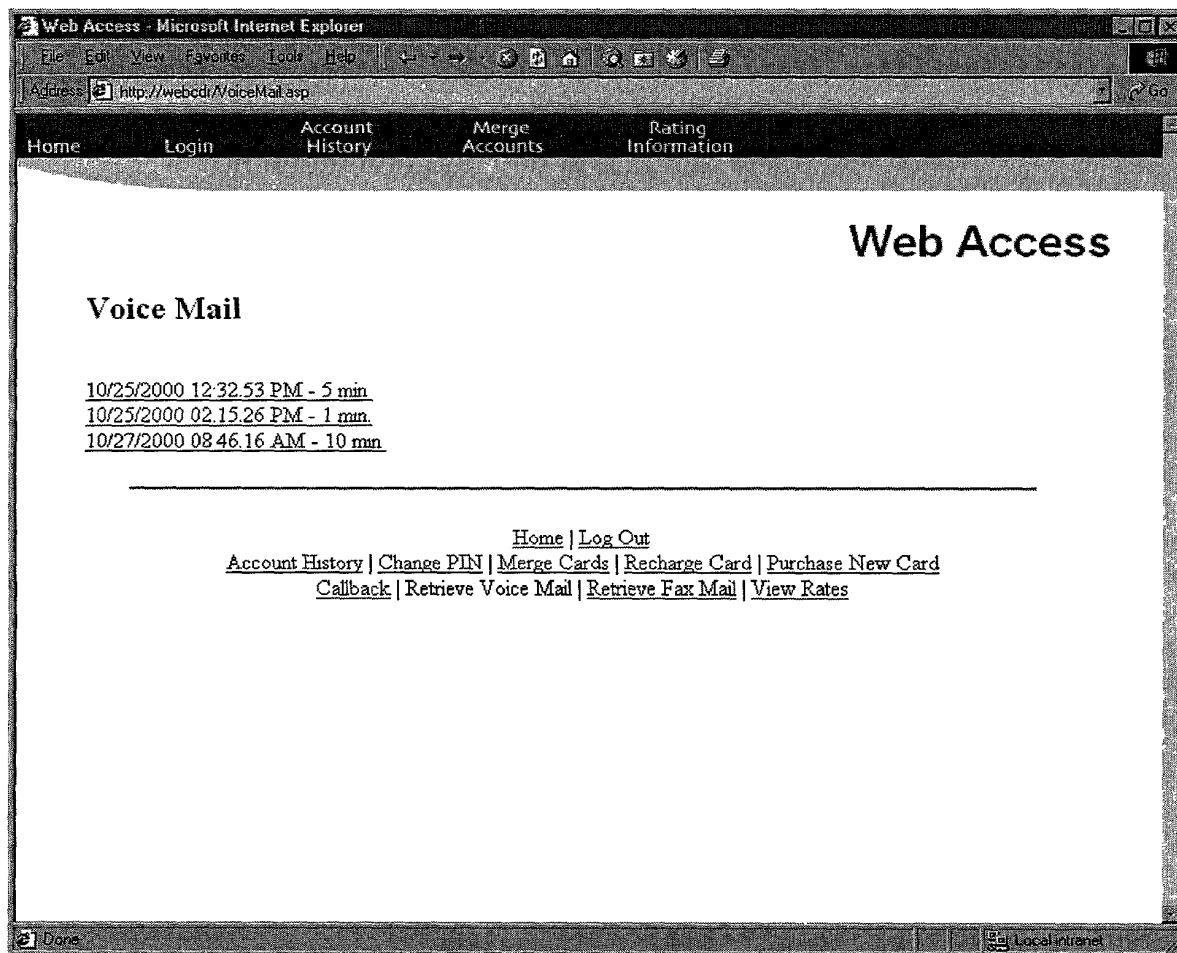 Web Access - Microsoft Internet Explorer
File Edit View Favorites Tools Help
Address http://webcdr/VoiceMail.asp Go
Home Login Account History Merge Accounts Rating Information
Web Access
Voice Mail
10/25/2000 12:32.53 PM - 5 min
10/25/2000 02.15.26 PM - 1 min.
10/27/2000 08 46.16 AM - 10 min
Home | Log Out
Account History | Change PIN | Merge Cards | Recharge Card | Purchase New Card
Callback | Retrieve Voice Mail | Retrieve Fax Mail | View Rates
Done Local intranet